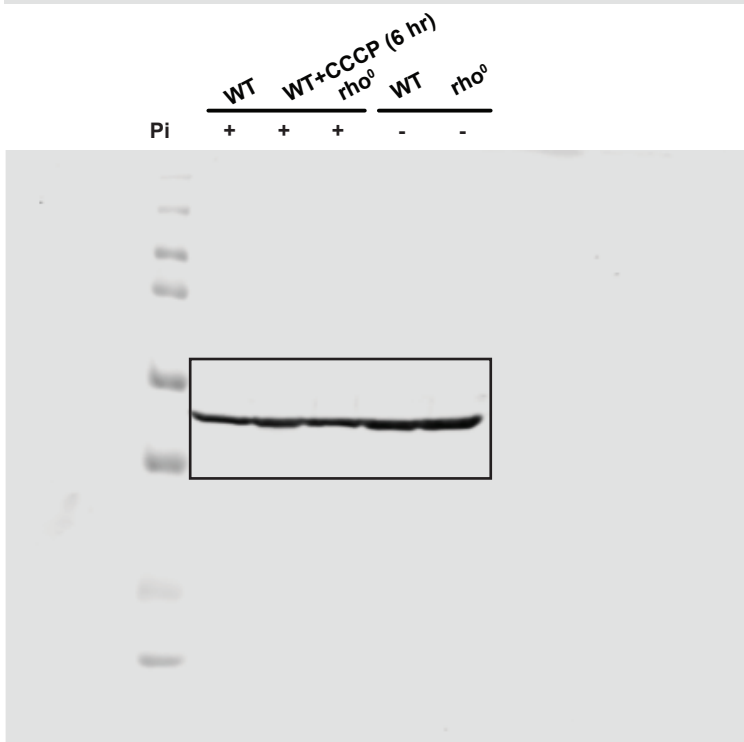 WT WT+CCCP (6 hr) rho⁰ WT rho⁰
Pi + + + - -